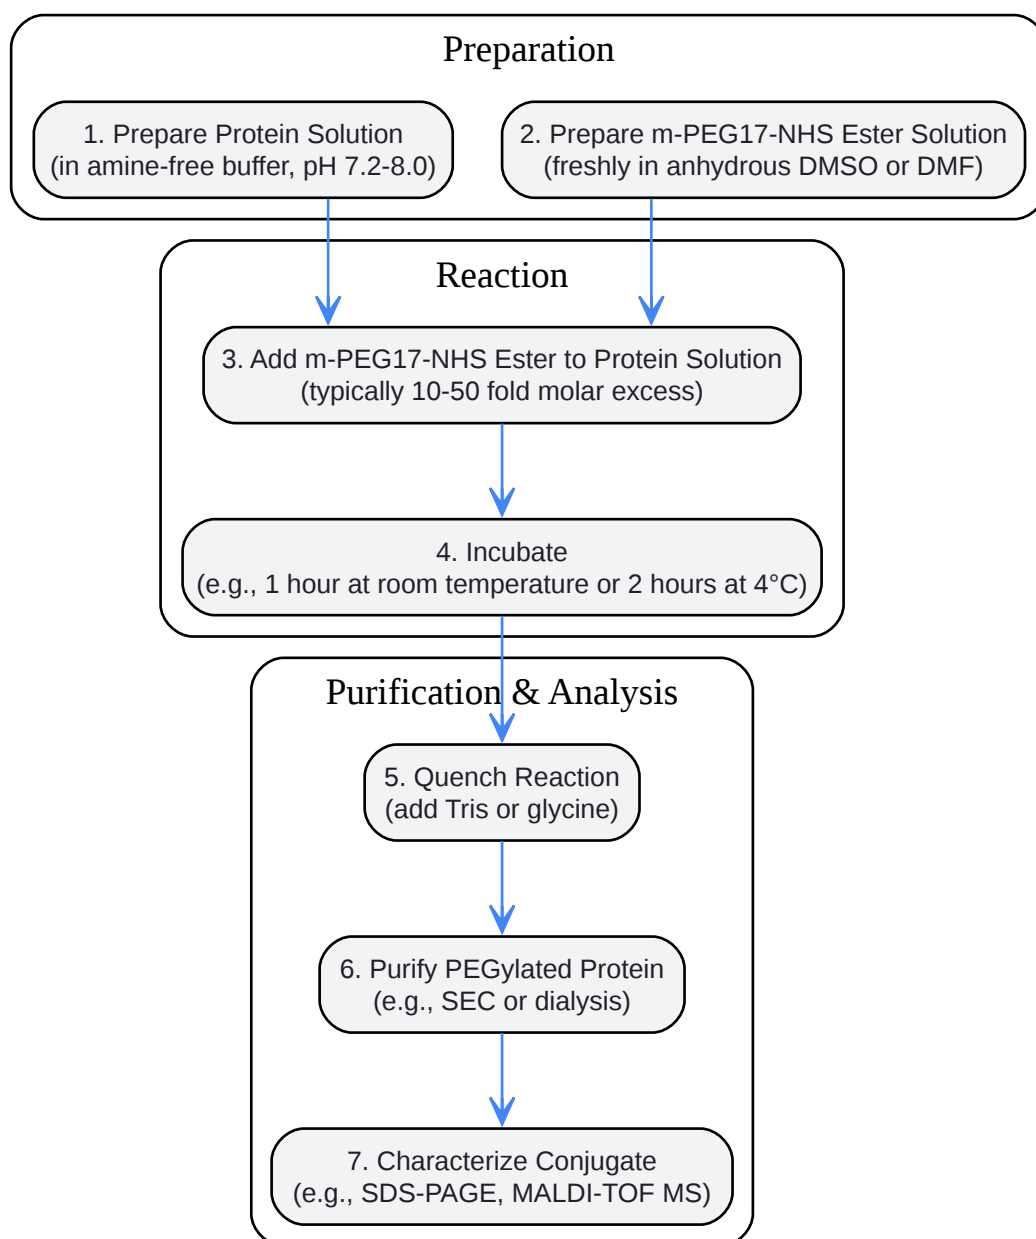 Preparation
1. Prepare Protein Solution
(in amine-free buffer, pH 7.2-8.0)
2. Prepare m-PEG17-NHS Ester Solution
(freshly in anhydrous DMSO or DMF)
Reaction
3. Add m-PEG17-NHS Ester to Protein Solution
(typically 10-50 fold molar excess)
4. Incubate
(e.g., 1 hour at room temperature or 2 hours at 4°C)
Purification & Analysis
5. Quench Reaction
(add Tris or glycine)
6. Purify PEGylated Protein
(e.g., SEC or dialysis)
7. Characterize Conjugate
(e.g., SDS-PAGE, MALDI-TOF MS)